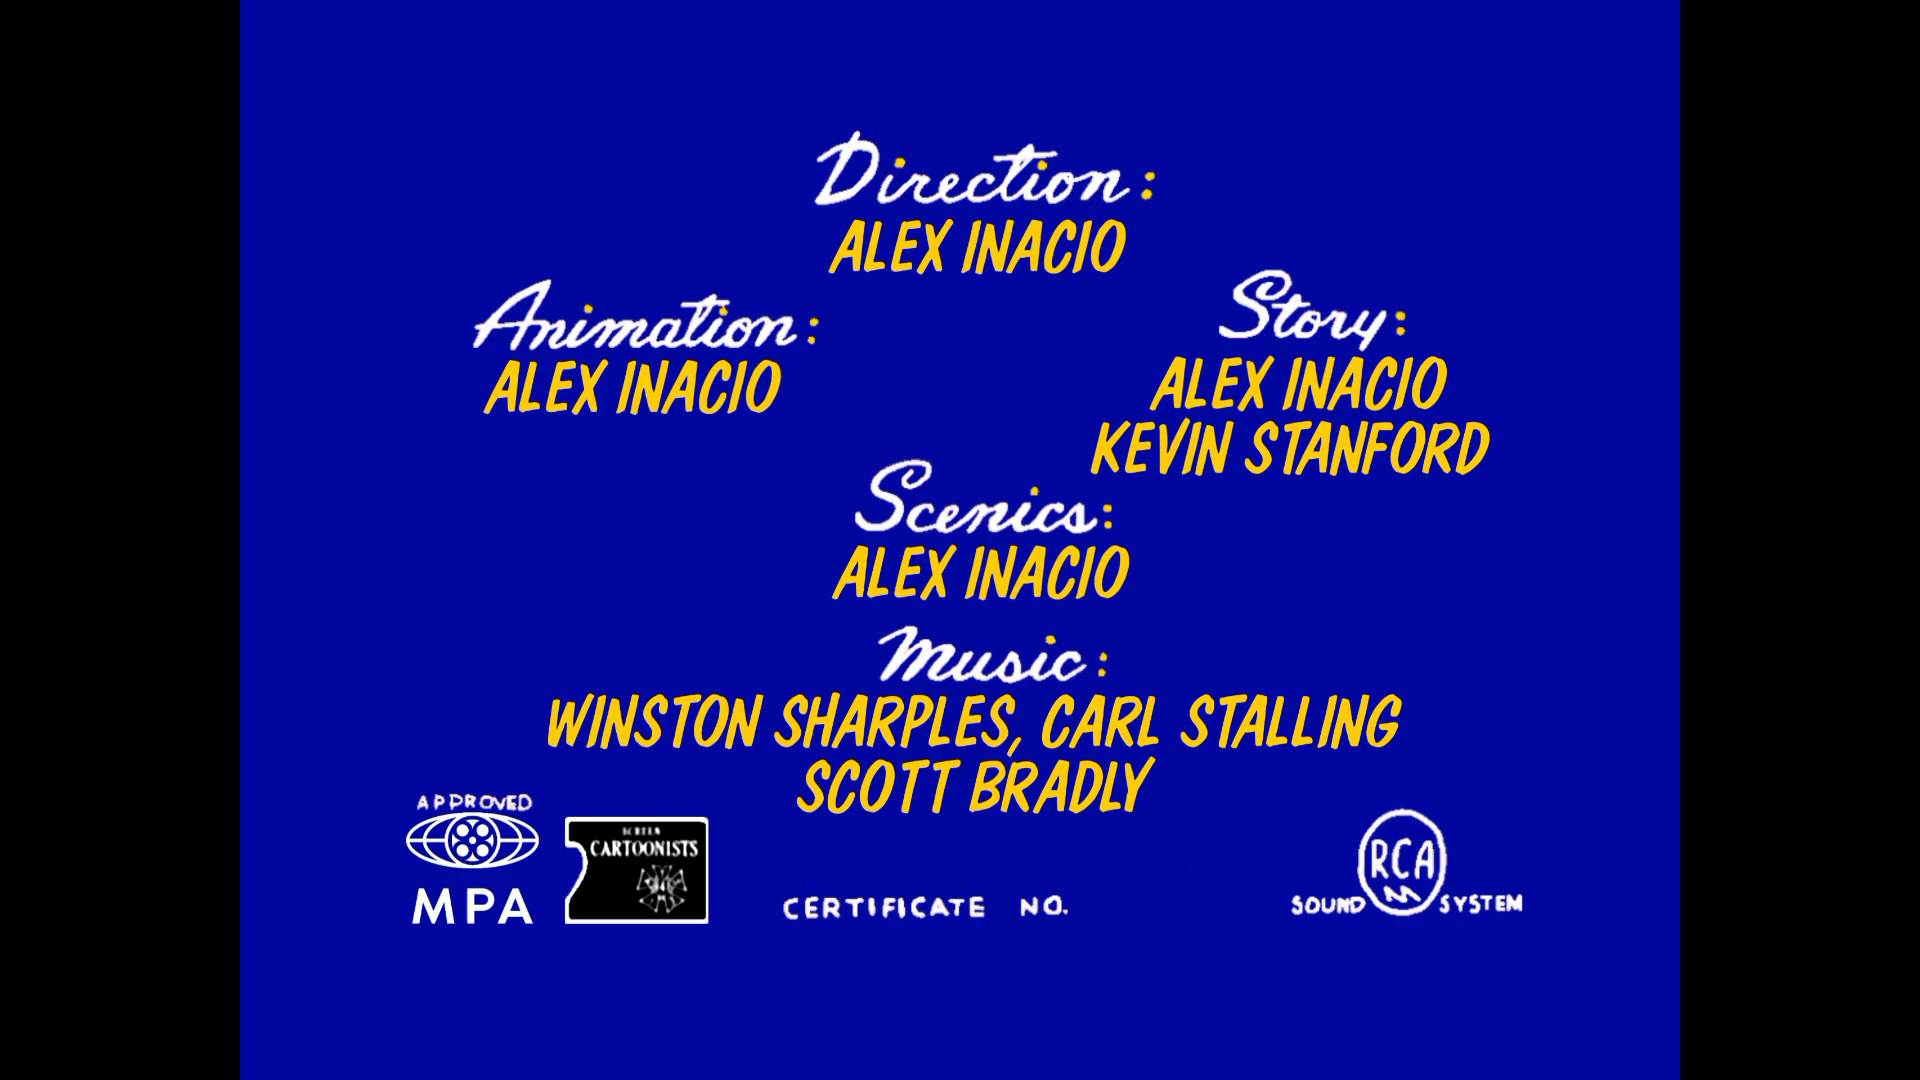 Direction:
ALEX INACIO
Animation:
ALEX INACIO
Story:
ALEX INACIO
KEVIN STANFORD
Scenics:
ALEX INACIO
Music:
WINSTON SHARPLES, CARL STALLING
SCOTT BRADLY
APPROVED
MPA
SCREEN
CARTOONISTS
CERTIFICATE NO.
RCA
SOUND SYSTEM